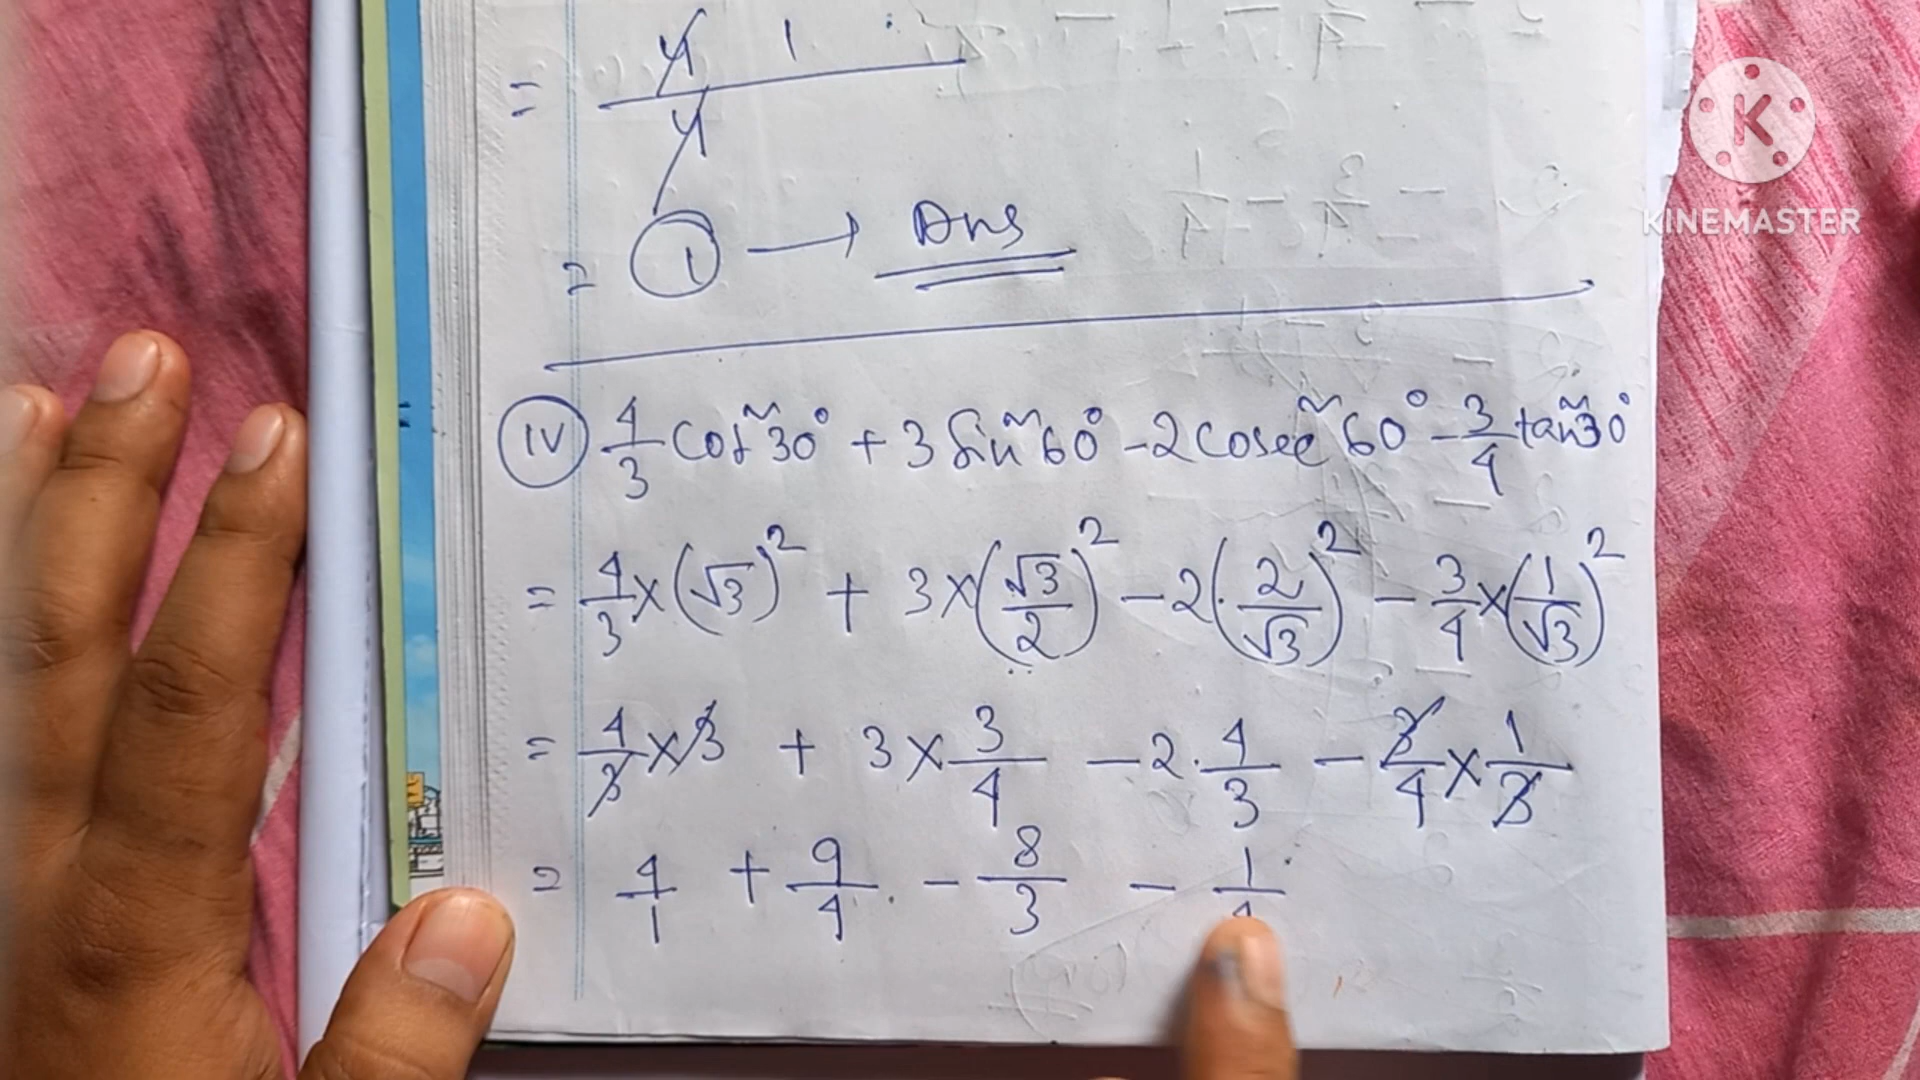 = 4 1 / 4
= 1 → Ans
K
KINEMASTER
(IV) 4/3 cot²30° + 3 Sin²60° - 2 Cosec²60° - 3/4 tan²30°
= 4/3 × (√3)² + 3 × (√3/2)² - 2(2/√3)² - 3/4 × (1/√3)²
= 4/3 × 3 + 3 × 3/4 - 2 · 4/3 - 3/4 × 1/3
= 4/1 + 9/4 - 8/3 - 1/4